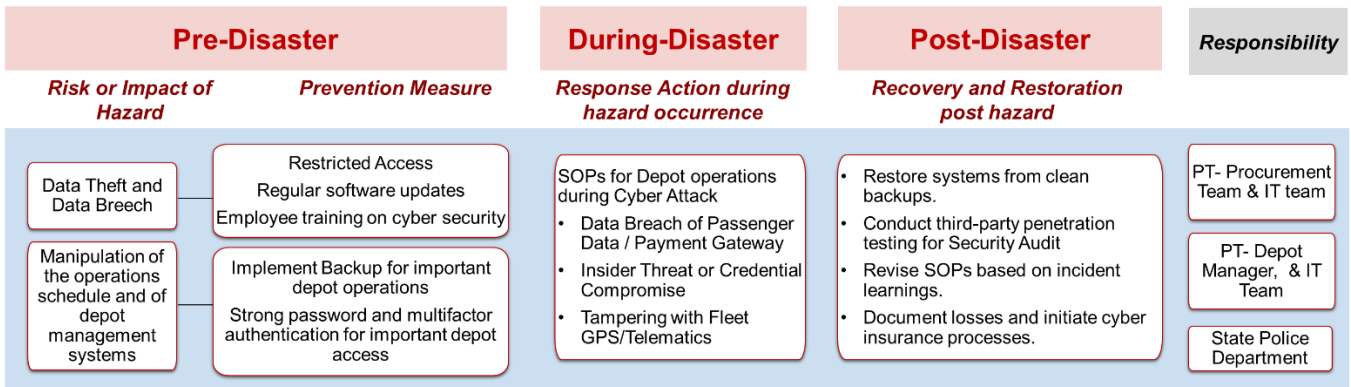 Pre-Disaster
During-Disaster
Post-Disaster
Responsibility
Risk or Impact of
Hazard
Prevention Measure
Response Action during
hazard occurrence
Recovery and Restoration
post hazard
Data Theft and
Data Breech
Restricted Access
Regular software updates
Employee training on cyber security
Manipulation of
the operations
schedule and of
depot
management
systems
Implement Backup for important
depot operations
Strong password and multifactor
authentication for important depot
access
SOPs for Depot operations
during Cyber Attack
• Data Breach of Passenger
Data / Payment Gateway
• Insider Threat or Credential
Compromise
• Tampering with Fleet
GPS/Telematics
• Restore systems from clean
backups.
• Conduct third-party penetration
testing for Security Audit
• Revise SOPs based on incident
learnings.
• Document losses and initiate cyber
insurance processes.
PT- Procurement
Team & IT team
PT- Depot
Manager, & IT
Team
State Police
Department